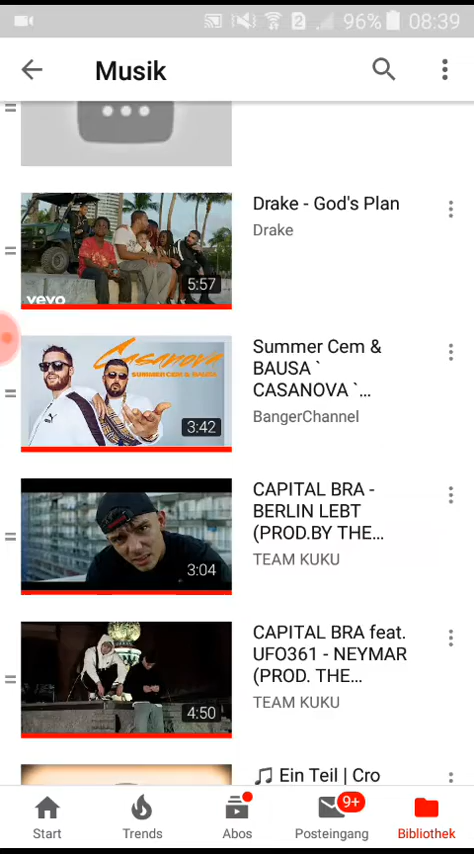 2 96% 08:39
Musik
Drake - God's Plan
Drake
5:57
vevo
Summer Cem &
BAUSA `
CASANOVA `...
BangerChannel
Casanova
SUMMER CEM & BAUSA
3:42
CAPITAL BRA -
BERLIN LEBT
(PROD.BY THE...
TEAM KUKU
3:04
CAPITAL BRA feat.
UFO361 - NEYMAR
(PROD. THE...
TEAM KUKU
4:50
🎵 Ein Teil | Cro
9+
Start Trends Abos Posteingang Bibliothek